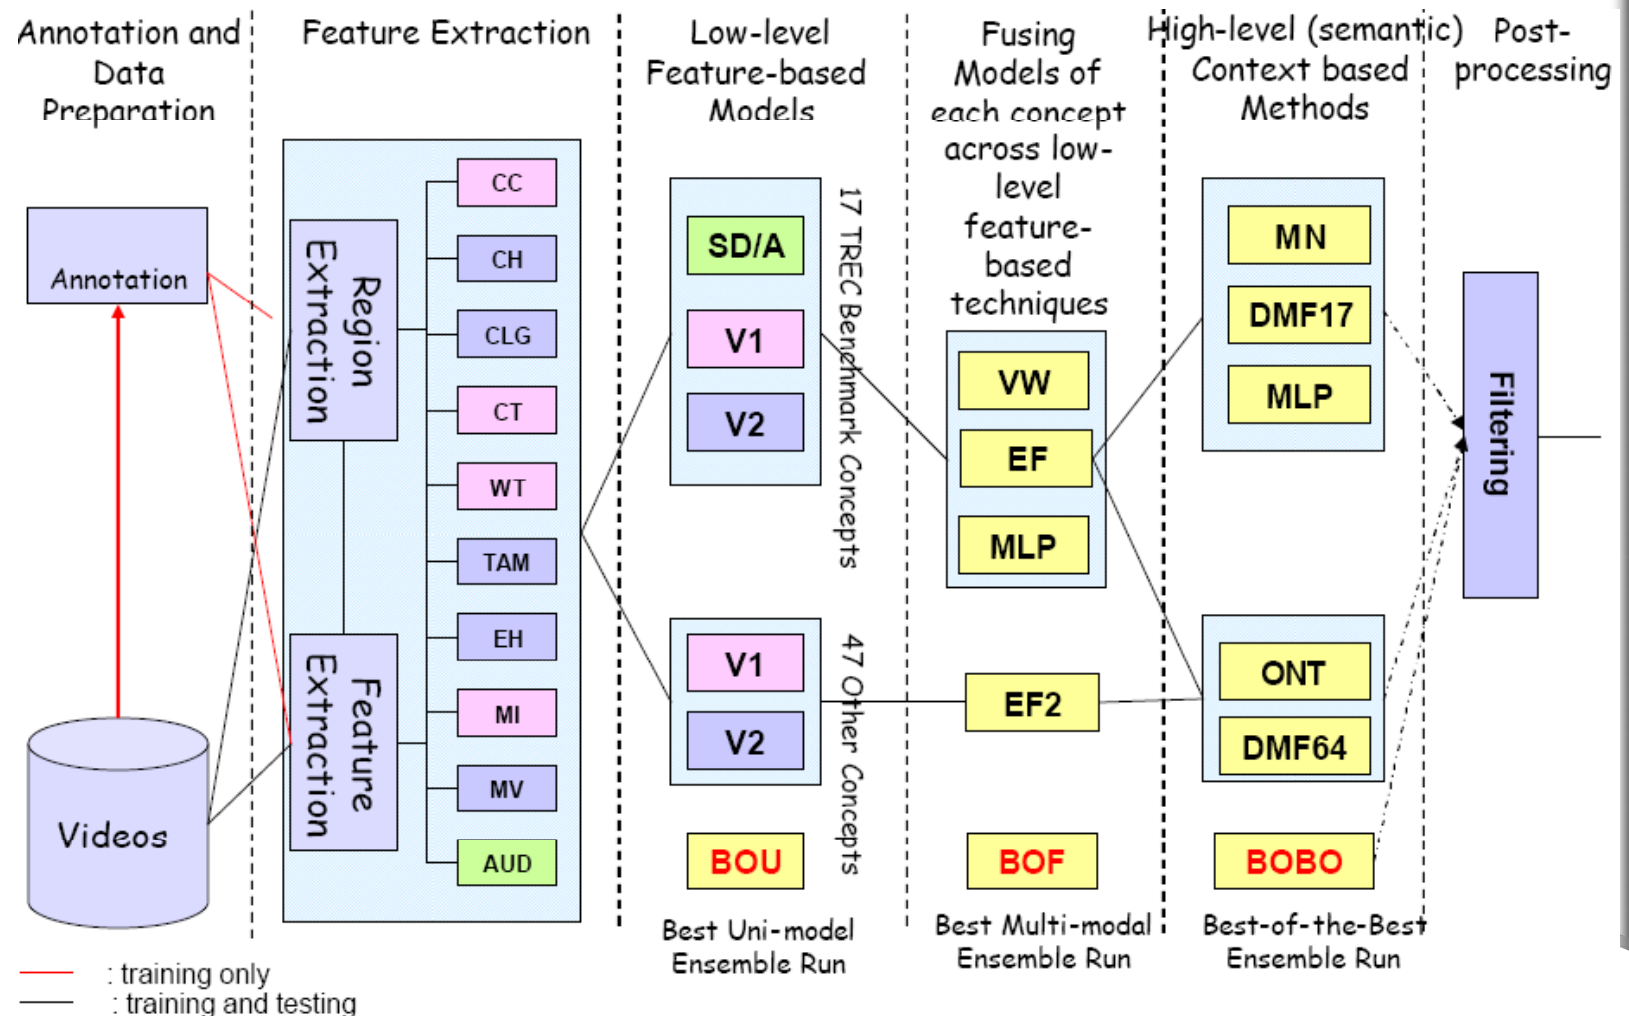 Annotation and
Data
Preparation
Feature Extraction
Low-level
Feature-based
Models
Fusing
Models of
each concept
across low-
level
feature-
based
techniques
High-level (semantic)
Context based
Methods
Post-
processing
Annotation
Videos
Region
Extraction
Feature
Extraction
CC
CH
CLG
CT
WT
TAM
EH
MI
MV
AUD
SD/A
V1
V2
17 TREC Benchmark Concepts
V1
V2
47 Other Concepts
BOU
Best Uni-model
Ensemble Run
VW
EF
MLP
EF2
BOF
Best Multi-modal
Ensemble Run
MN
DMF17
MLP
ONT
DMF64
BOBO
Best-of-the-Best
Ensemble Run
Filtering
: training only
: training and testing